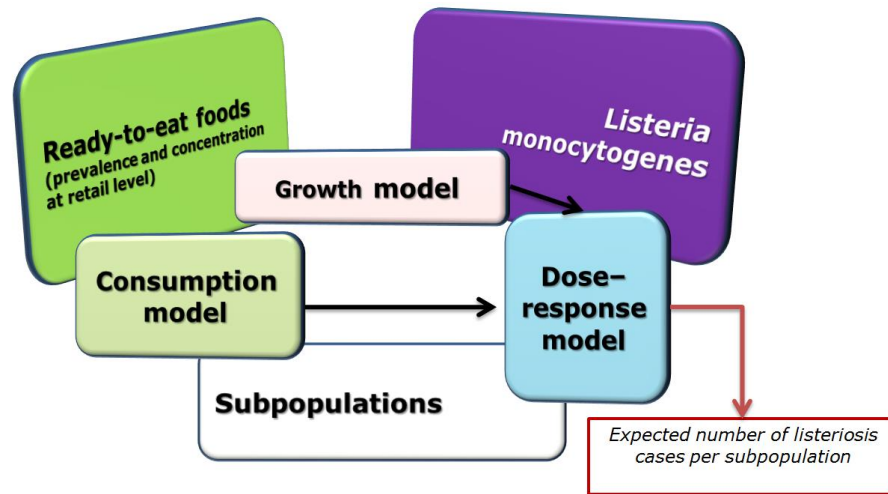 Ready-to-eat foods
(prevalence and concentration
at retail level)
Listeria
monocytogenes
Growth model
Consumption
model
Dose–
response
model
Subpopulations
Expected number of listeriosis
cases per subpopulation